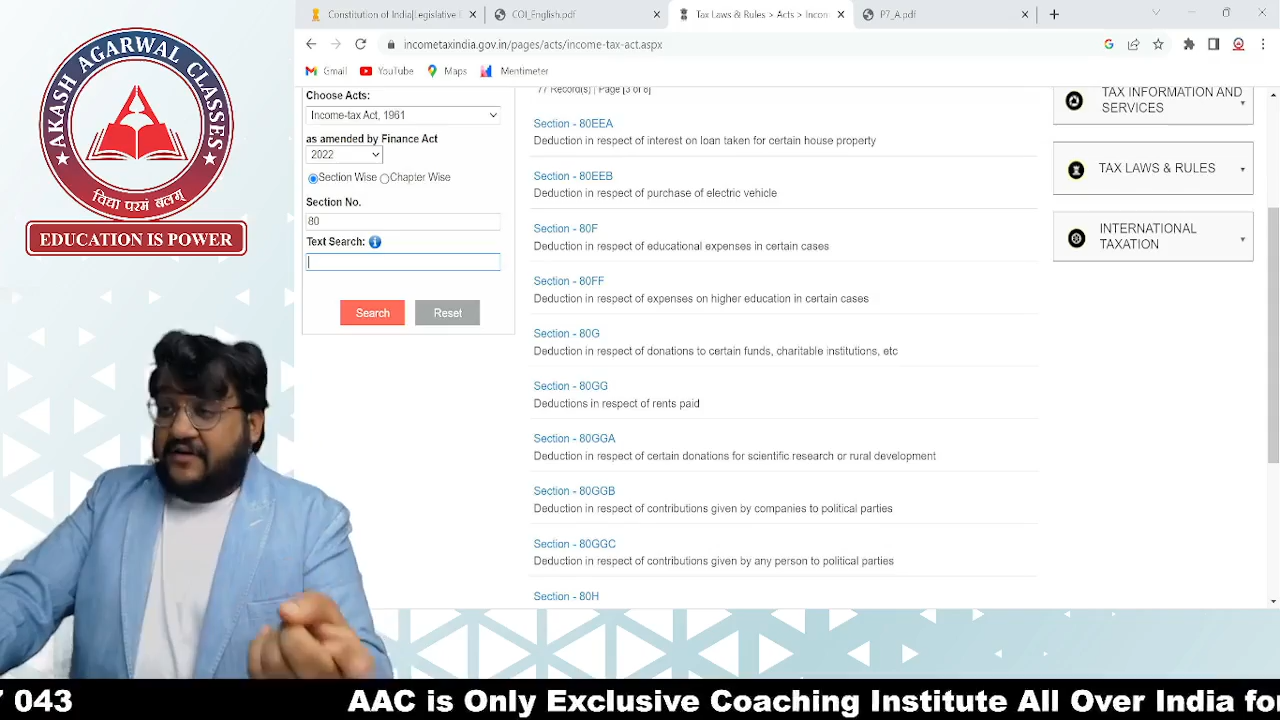 AKASH AGARWAL CLASSES
विद्या परमं बलम्
EDUCATION IS POWER
Constitution of India|Legislative
COI_English.pdf
Tax Laws & Rules > Acts > Incom
P7_A.pdf
incometaxindia.gov.in/pages/acts/income-tax-act.aspx
Gmail
YouTube
Maps
Mentimeter
Choose Acts:
Income-tax Act, 1961
as amended by Finance Act
2022
Section Wise
Chapter Wise
Section No.
80
Text Search:
Search
Reset
77 Record(s) | Page [3 of 8]
Section - 80EEA
Deduction in respect of interest on loan taken for certain house property
Section - 80EEB
Deduction in respect of purchase of electric vehicle
Section - 80F
Deduction in respect of educational expenses in certain cases
Section - 80FF
Deduction in respect of expenses on higher education in certain cases
Section - 80G
Deduction in respect of donations to certain funds, charitable institutions, etc
Section - 80GG
Deductions in respect of rents paid
Section - 80GGA
Deduction in respect of certain donations for scientific research or rural development
Section - 80GGB
Deduction in respect of contributions given by companies to political parties
Section - 80GGC
Deduction in respect of contributions given by any person to political parties
Section - 80H
TAX INFORMATION AND
SERVICES
TAX LAWS & RULES
INTERNATIONAL
TAXATION
7 043
AAC is Only Exclusive Coaching Institute All Over India fo